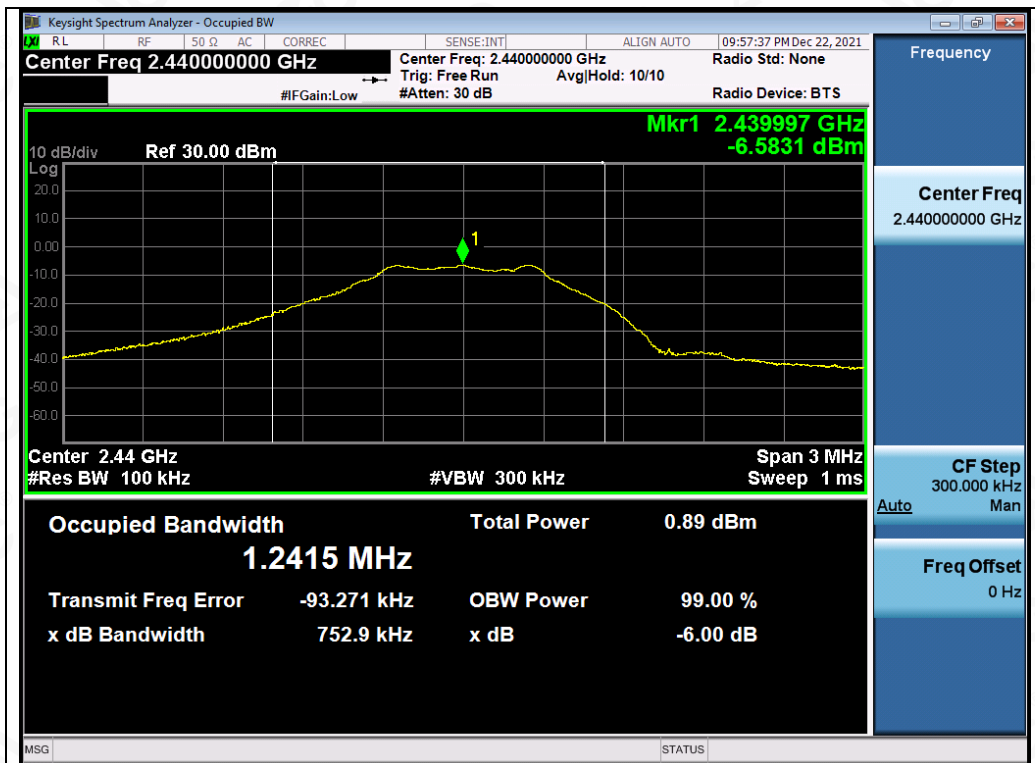 Keysight Spectrum Analyzer - Occupied BW
LXI RL RF 50 Ω AC CORREC SENSE:INT ALIGN AUTO 09:57:37 PM Dec 22, 2021
Center Freq 2.440000000 GHz Center Freq: 2.440000000 GHz Radio Std: None
Trig: Free Run Avg|Hold: 10/10
#IFGain:Low #Atten: 30 dB Radio Device: BTS
Frequency
Mkr1 2.439997 GHz
-6.5831 dBm
10 dB/div Ref 30.00 dBm
Log
20.0
10.0
0.00
-10.0
-20.0
-30.0
-40.0
-50.0
-60.0
1
Center 2.44 GHz Span 3 MHz
#Res BW 100 kHz #VBW 300 kHz Sweep 1 ms
Center Freq
2.440000000 GHz
CF Step
300.000 kHz
Auto Man
Freq Offset
0 Hz
Occupied Bandwidth Total Power 0.89 dBm
1.2415 MHz
Transmit Freq Error -93.271 kHz OBW Power 99.00 %
x dB Bandwidth 752.9 kHz x dB -6.00 dB
MSG STATUS